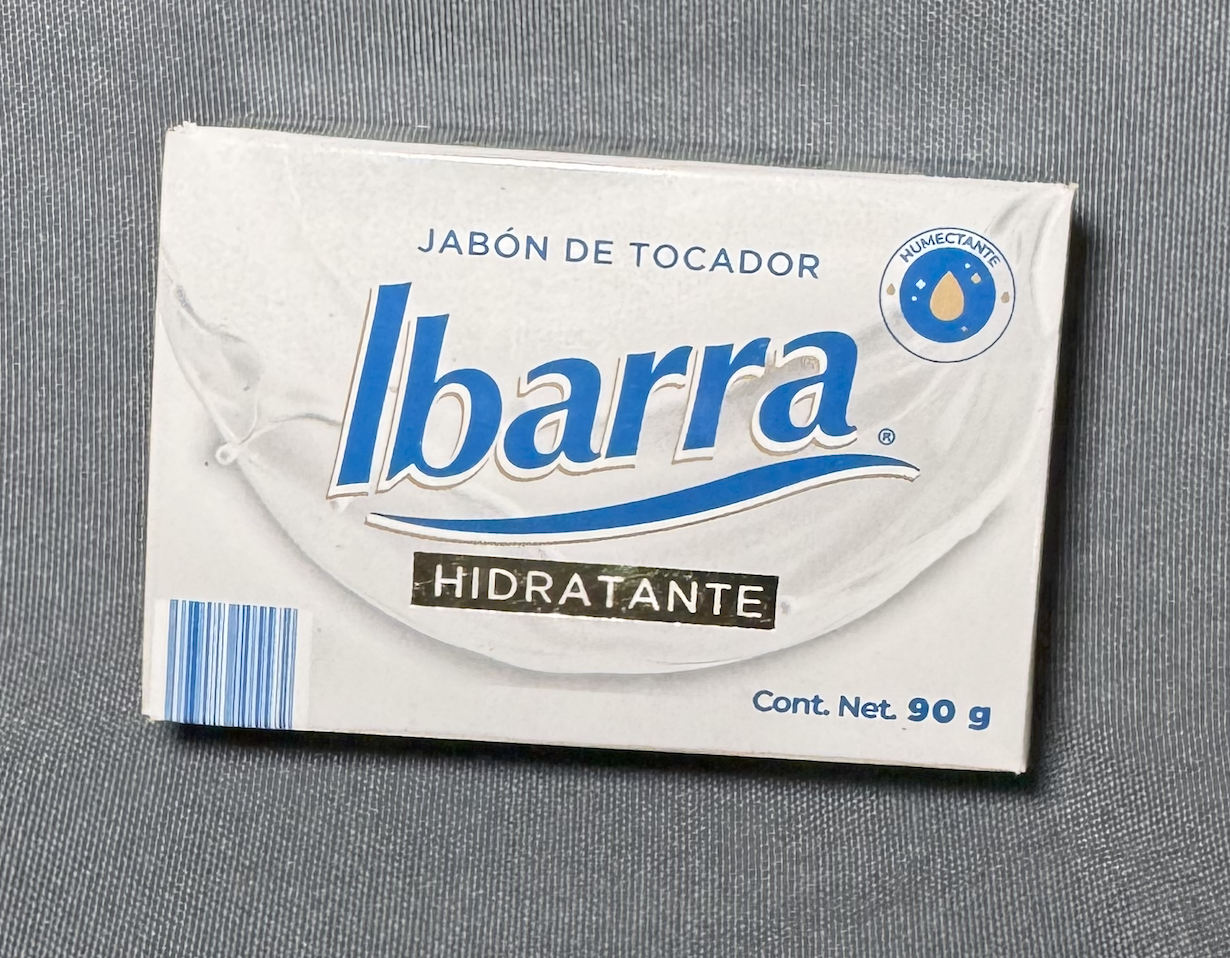 JABÓN DE TOCADOR
HUMECTANTE
Ibarra®
HIDRATANTE
Cont. Net. 90 g